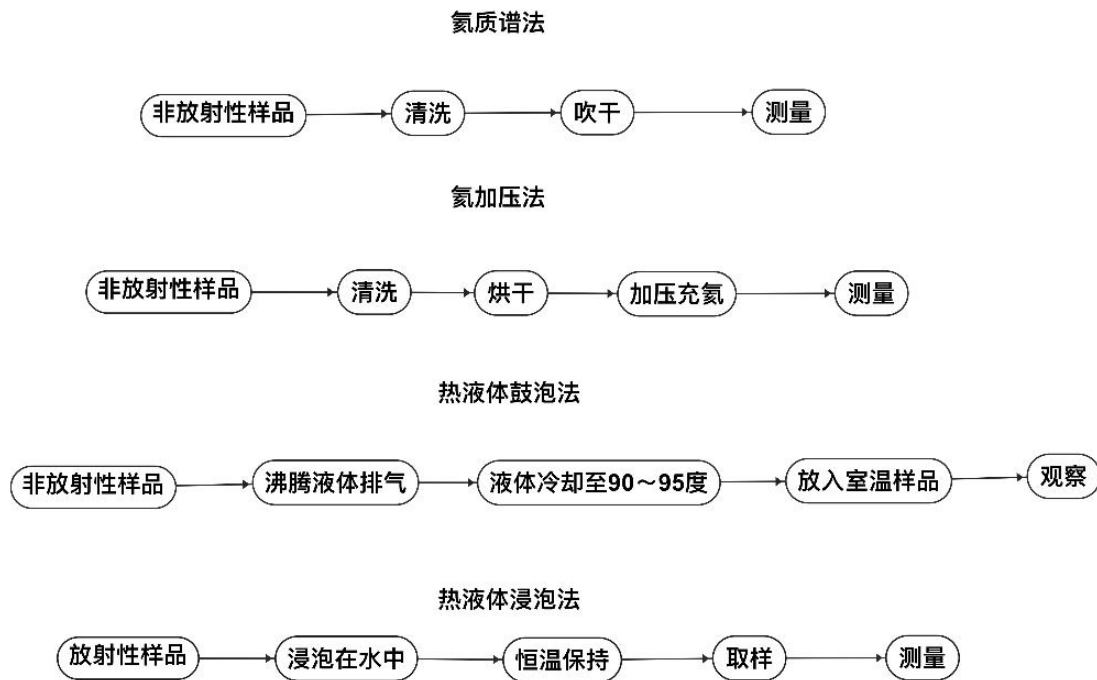 氦质谱法
非放射性样品 清洗 吹干 测量
氦加压法
非放射性样品 清洗 烘干 加压充氦 测量
热液体鼓泡法
非放射性样品 沸腾液体排气 液体冷却至90～95度 放入室温样品 观察
热液体浸泡法
放射性样品 浸泡在水中 恒温保持 取样 测量